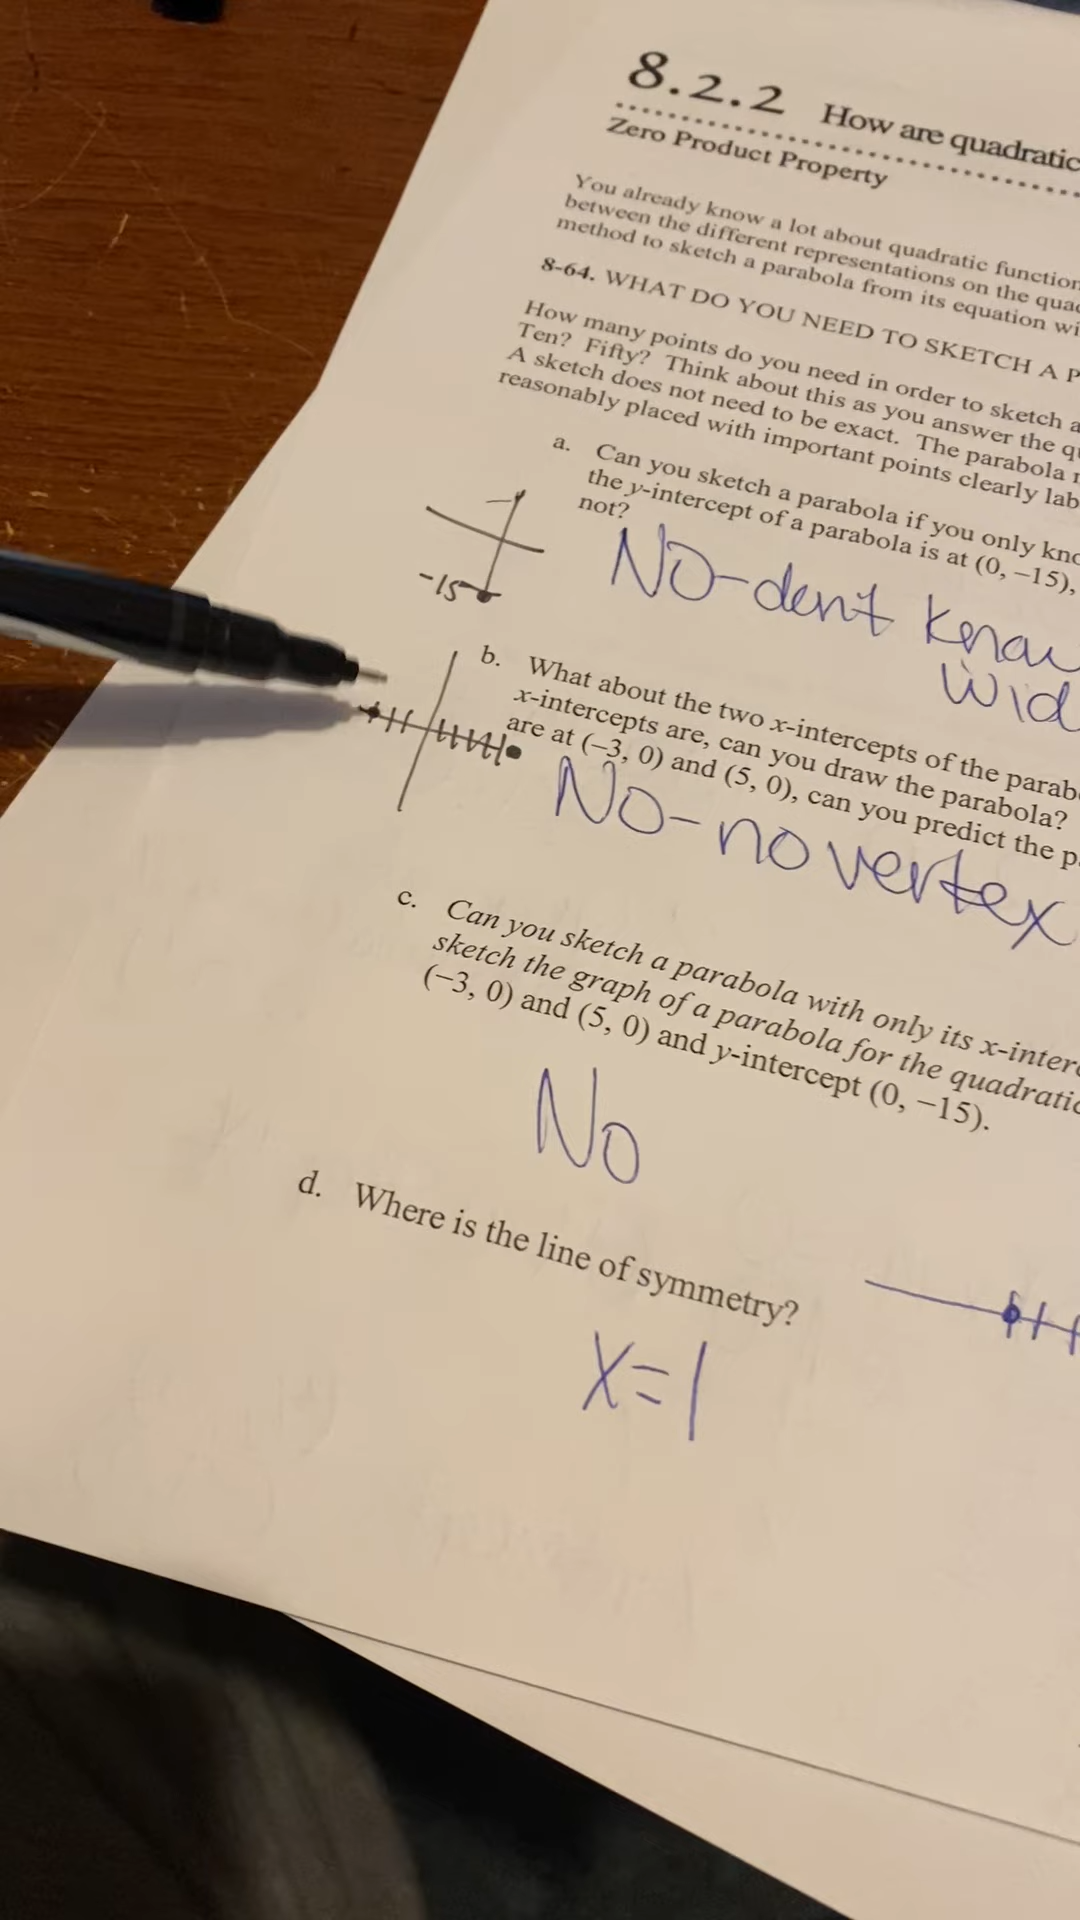 8.2.2 How are quadratic
Zero Product Property
You already know a lot about quadratic function
between the different representations on the quad
method to sketch a parabola from its equation wi
8-64. WHAT DO YOU NEED TO SKETCH A P
How many points do you need in order to sketch a
Ten? Fifty? Think about this as you answer the qu
A sketch does not need to be exact. The parabola
reasonably placed with important points clearly lab
a. Can you sketch a parabola if you only kno
the y-intercept of a parabola is at (0, −15),
not?
-15
NO-dont know
wid
b. What about the two x-intercepts of the parab
x-intercepts are, can you draw the parabola?
are at (−3, 0) and (5, 0), can you predict the p
NO-no vertex
c. Can you sketch a parabola with only its x-inter
sketch the graph of a parabola for the quadratic
(−3, 0) and (5, 0) and y-intercept (0, −15).
No
d. Where is the line of symmetry?
x=1